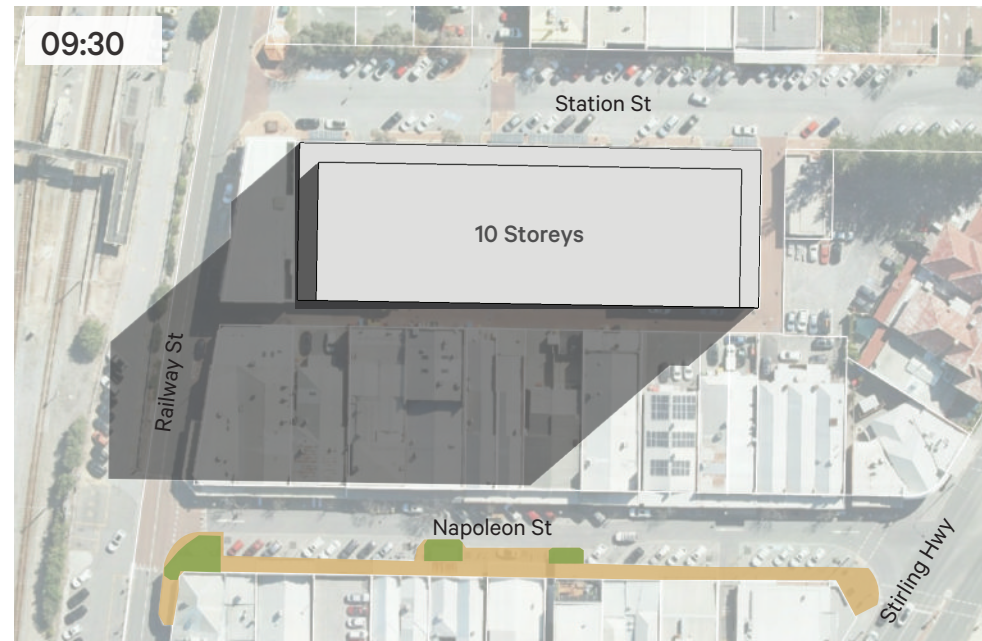 09:30
Station St
10 Storeys
Railway St
Napoleon St
Stirling Hwy